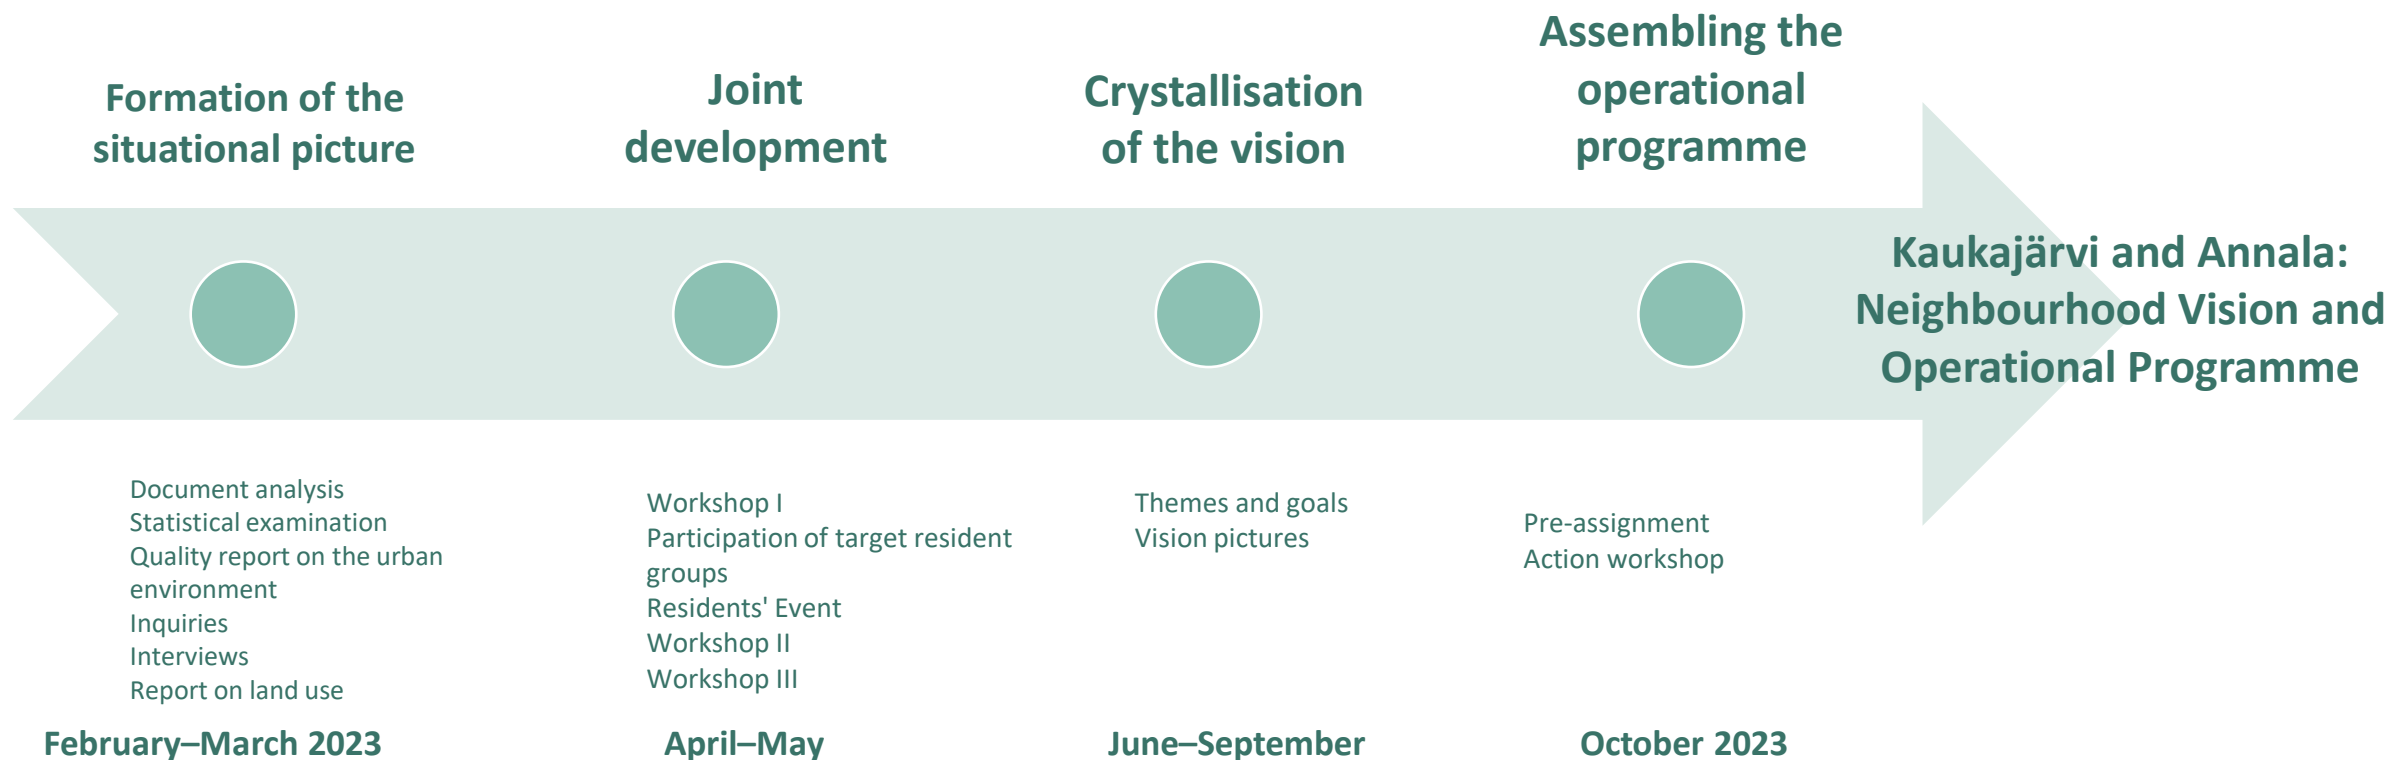 Formation of the
situational picture
Document analysis
Statistical examination
Quality report on the urban
environment
Inquiries
Interviews
Report on land use
February–March 2023
Joint
development
Workshop I
Participation of target resident
groups
Residents' Event
Workshop II
Workshop III
April–May
Crystallisation
of the vision
Themes and goals
Vision pictures
June–September
Assembling the
operational
programme
Pre-assignment
Action workshop
October 2023
Kaukajärvi and Annala:
Neighbourhood Vision and
Operational Programme